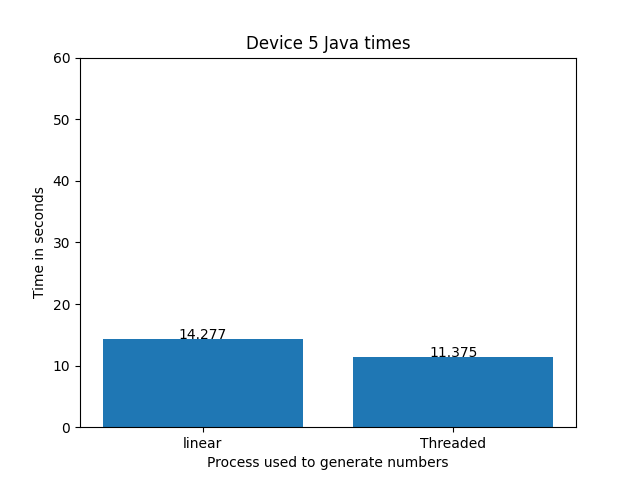 Device 5 Java times
60
50
40
30
20
10
0
Time in seconds
14.277
11.375
linear
Threaded
Process used to generate numbers